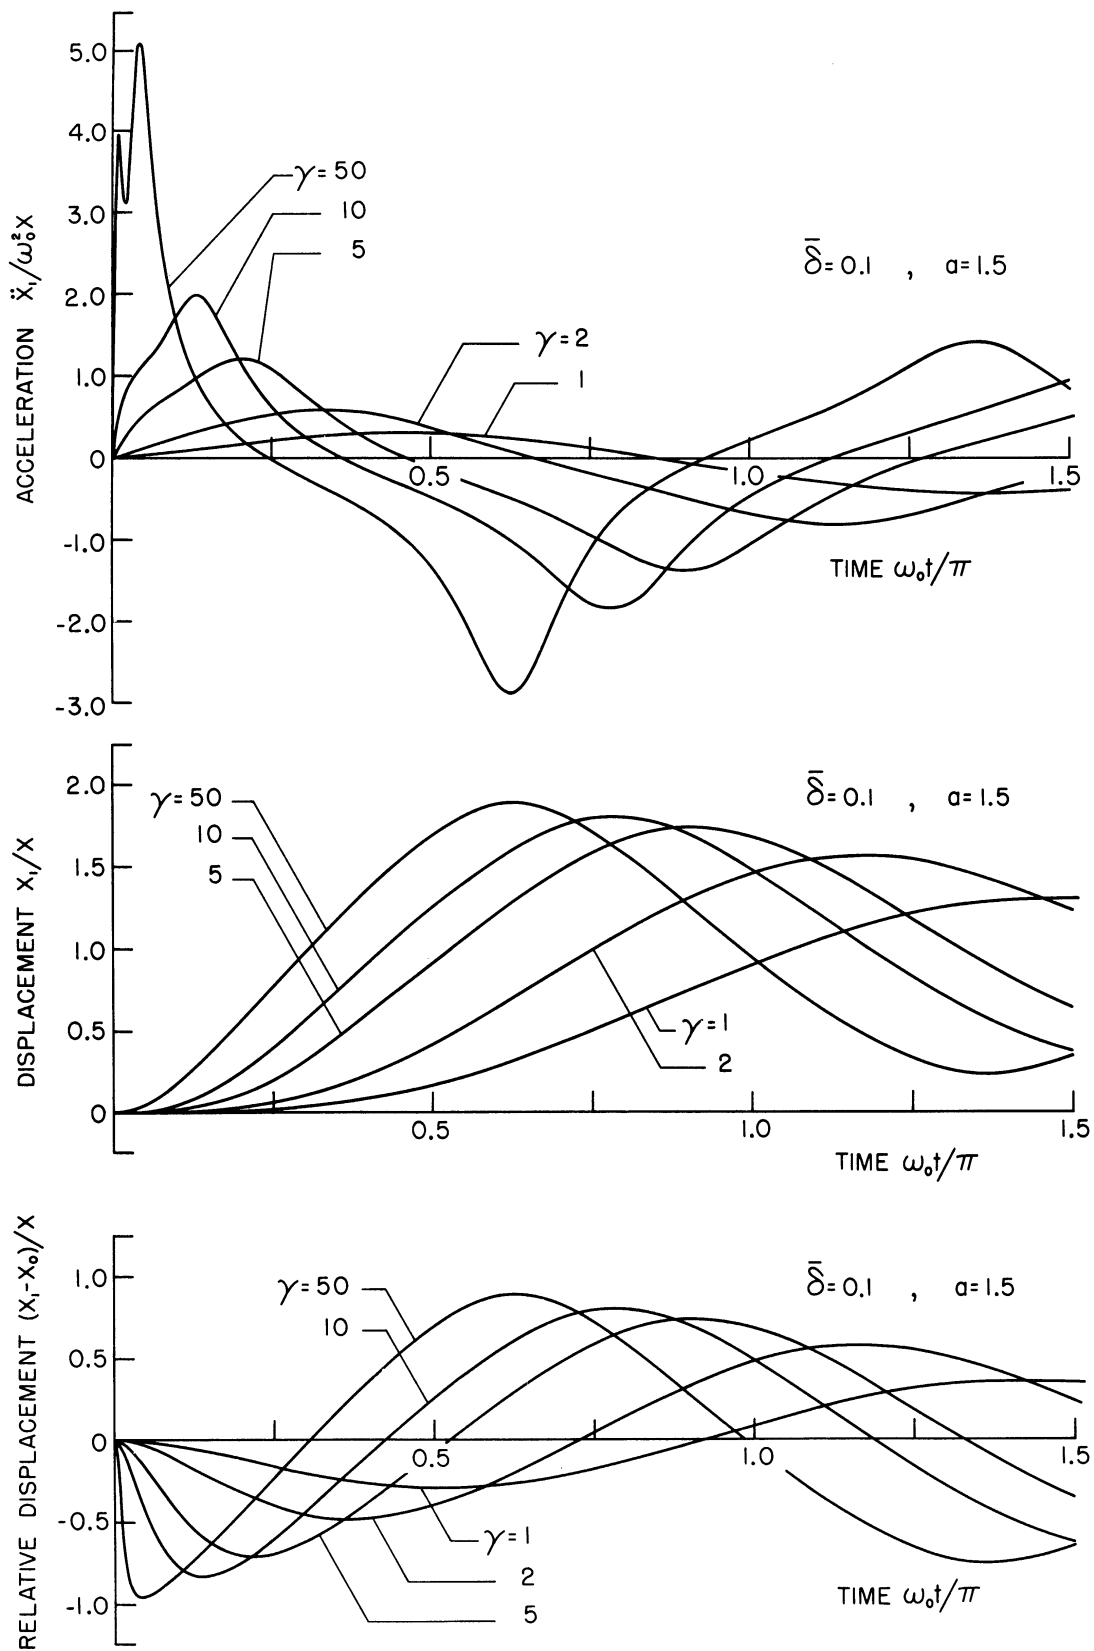 5.0
4.0
3.0
2.0
1.0
0
-1.0
-2.0
-3.0
ACCELERATION ẍ₁/ω₀²X
γ=50
10
5
γ=2
1
δ̄=0.1 , a=1.5
0.5
1.0
1.5
TIME ω₀t/π
2.0
1.5
1.0
0.5
0
DISPLACEMENT X₁/X
γ=50
10
5
δ̄=0.1 , a=1.5
γ=1
2
0.5
1.0
1.5
TIME ω₀t/π
1.0
0.5
0
-0.5
-1.0
RELATIVE DISPLACEMENT (X₁-X₀)/X
γ=50
10
δ̄=0.1 , a=1.5
0.5
1.0
1.5
γ=1
2
5
TIME ω₀t/π